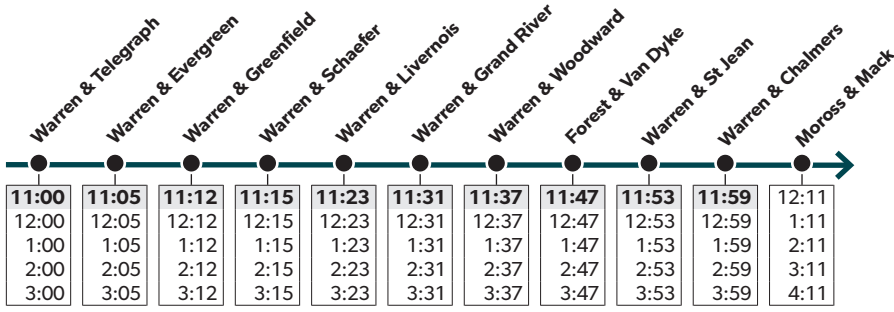 Warren & Telegraph
Warren & Evergreen
Warren & Greenfield
Warren & Schaefer
Warren & Livernois
Warren & Grand River
Warren & Woodward
Forest & Van Dyke
Warren & St Jean
Warren & Chalmers
Moross & Mack
11:00 11:05 11:12 11:15 11:23 11:31 11:37 11:47 11:53 11:59 12:11
12:00 12:05 12:12 12:15 12:23 12:31 12:37 12:47 12:53 12:59 1:11
1:00 1:05 1:12 1:15 1:23 1:31 1:37 1:47 1:53 1:59 2:11
2:00 2:05 2:12 2:15 2:23 2:31 2:37 2:47 2:53 2:59 3:11
3:00 3:05 3:12 3:15 3:23 3:31 3:37 3:47 3:53 3:59 4:11